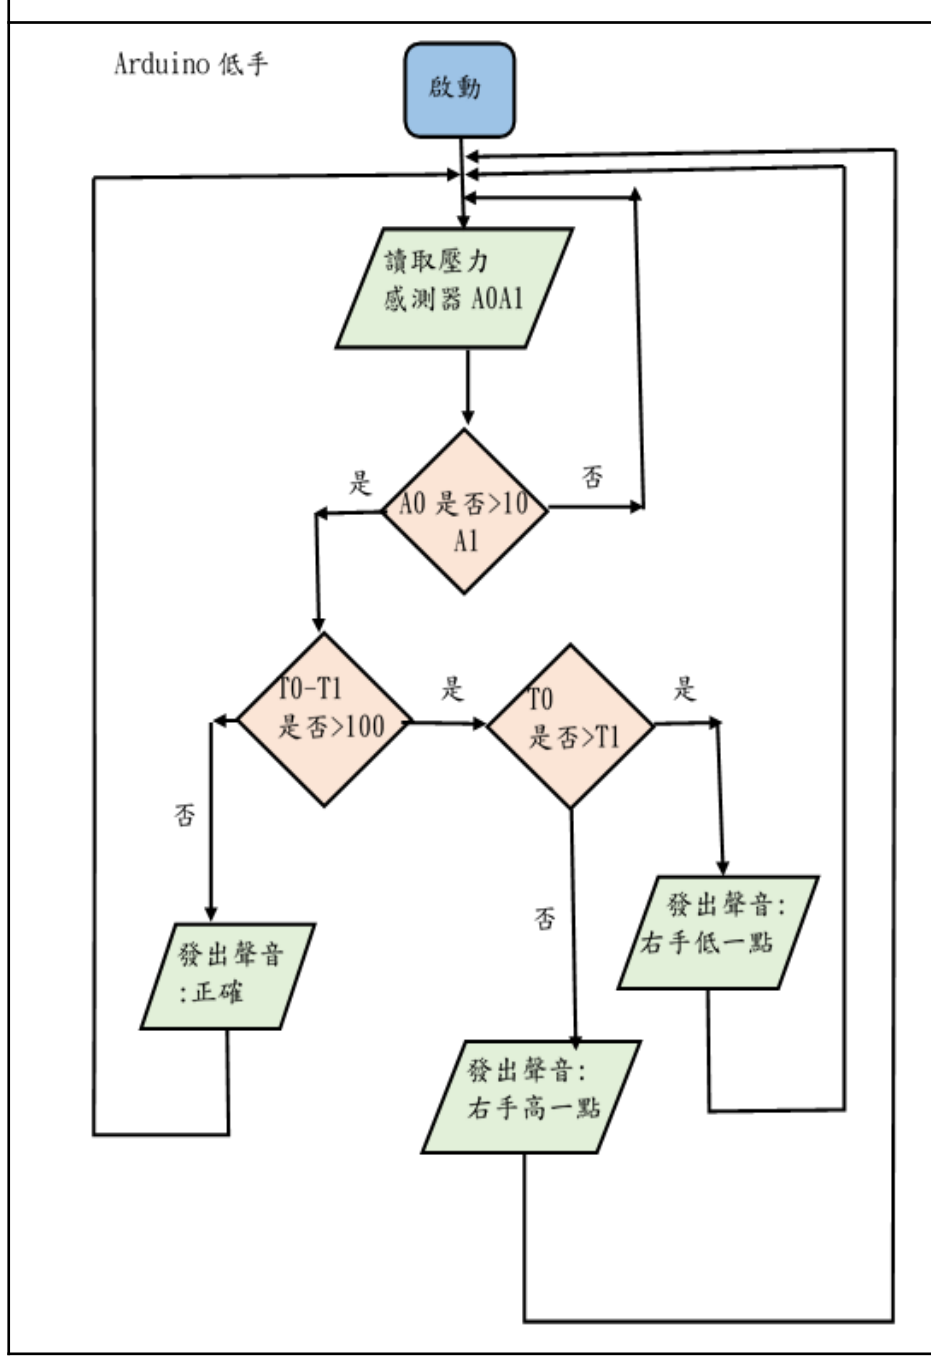 Arduino 低手
啟動
讀取壓力
感測器 A0A1
是
否
A0 是否>10
A1
T0-T1
是否>100
是
T0
是否>T1
是
否
否
發出聲音:
右手低一點
發出聲音
:正確
發出聲音:
右手高一點